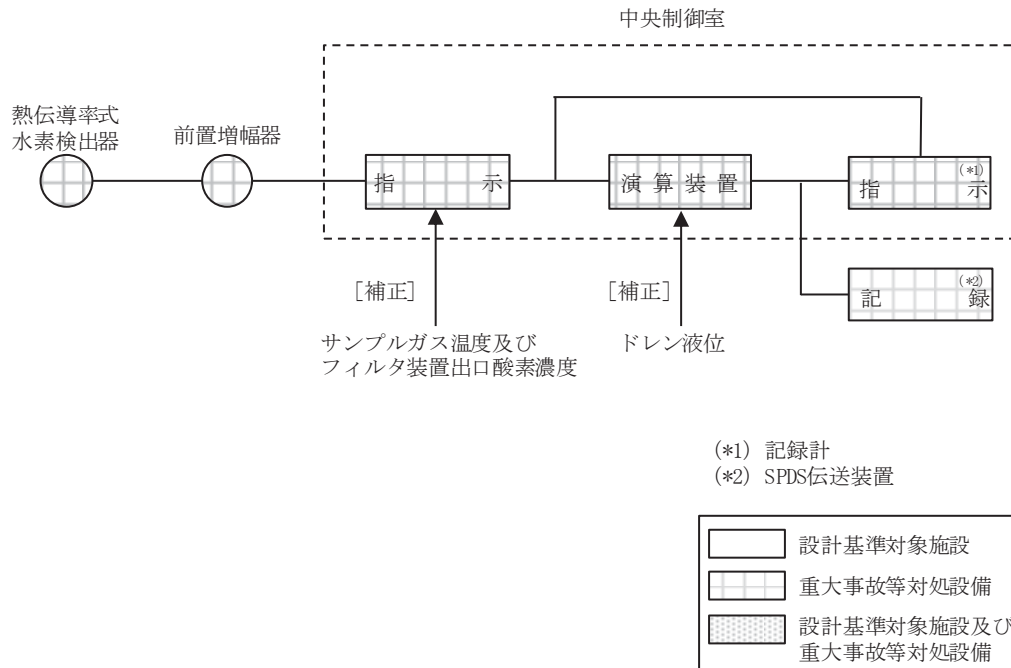 中央制御室
熱伝導率式
水素検出器
前置増幅器
指 示
演 算 装 置
指 示 (*1)
[補正]
[補正]
記 録 (*2)
サンプルガス温度及び
フィルタ装置出口酸素濃度
ドレン液位
(*1) 記録計
(*2) SPDS伝送装置
設計基準対象施設
重大事故等対処設備
設計基準対象施設及び
重大事故等対処設備